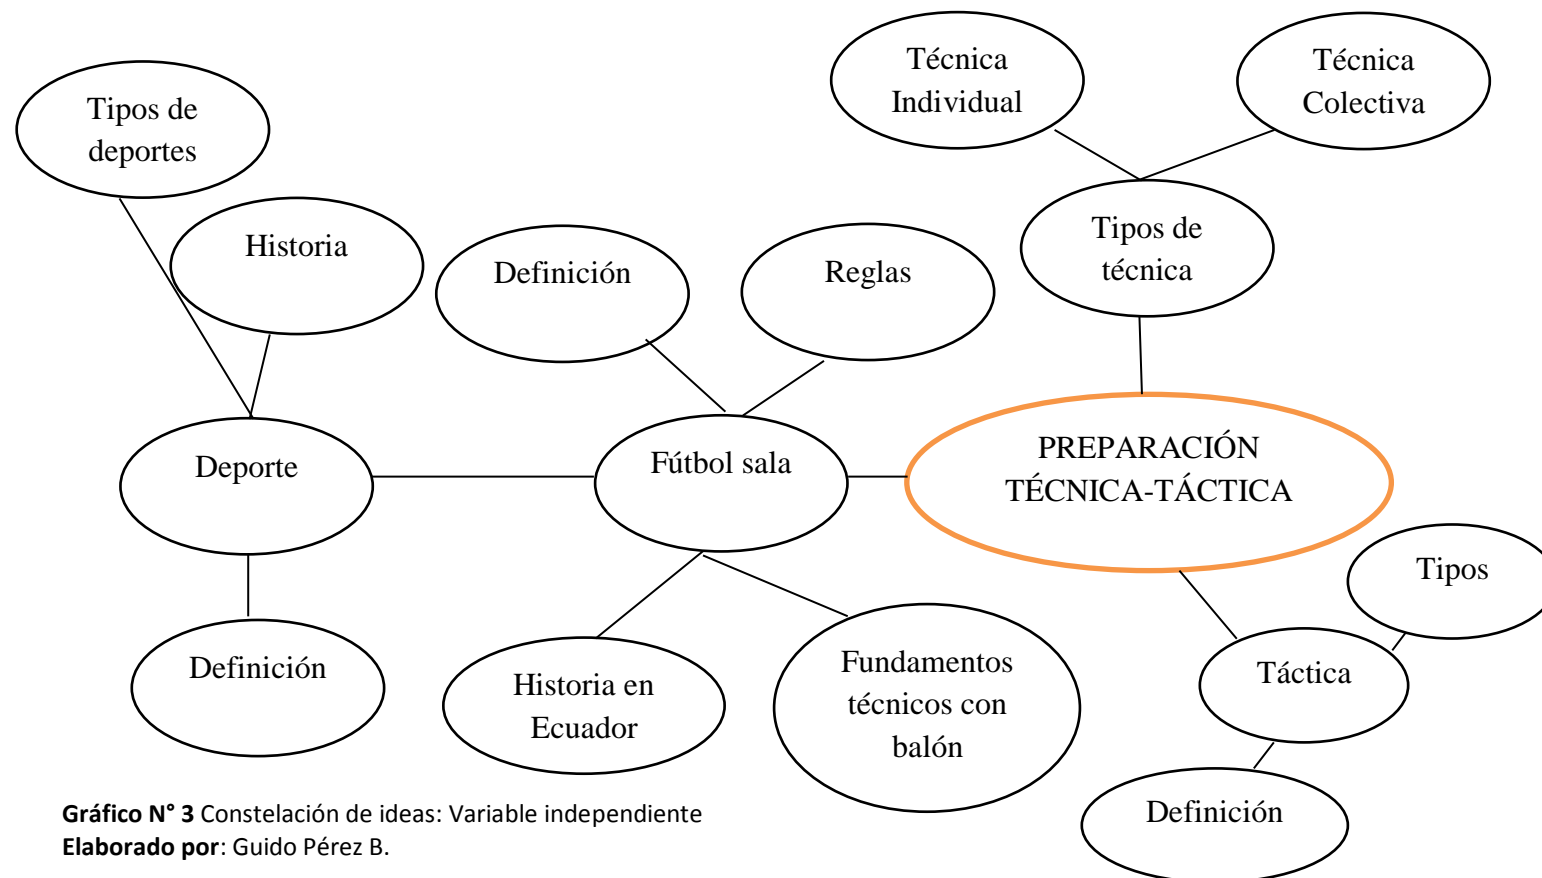 Técnica
Individual
Técnica
Colectiva
Tipos de
deportes
Historia
Definición
Reglas
Tipos de
técnica
Deporte
Fútbol sala
PREPARACIÓN
TÉCNICA-TÁCTICA
Tipos
Definición
Historia en
Ecuador
Fundamentos
técnicos con
balón
Táctica
Definición
Gráfico N° 3 Constelación de ideas: Variable independiente
Elaborado por: Guido Pérez B.